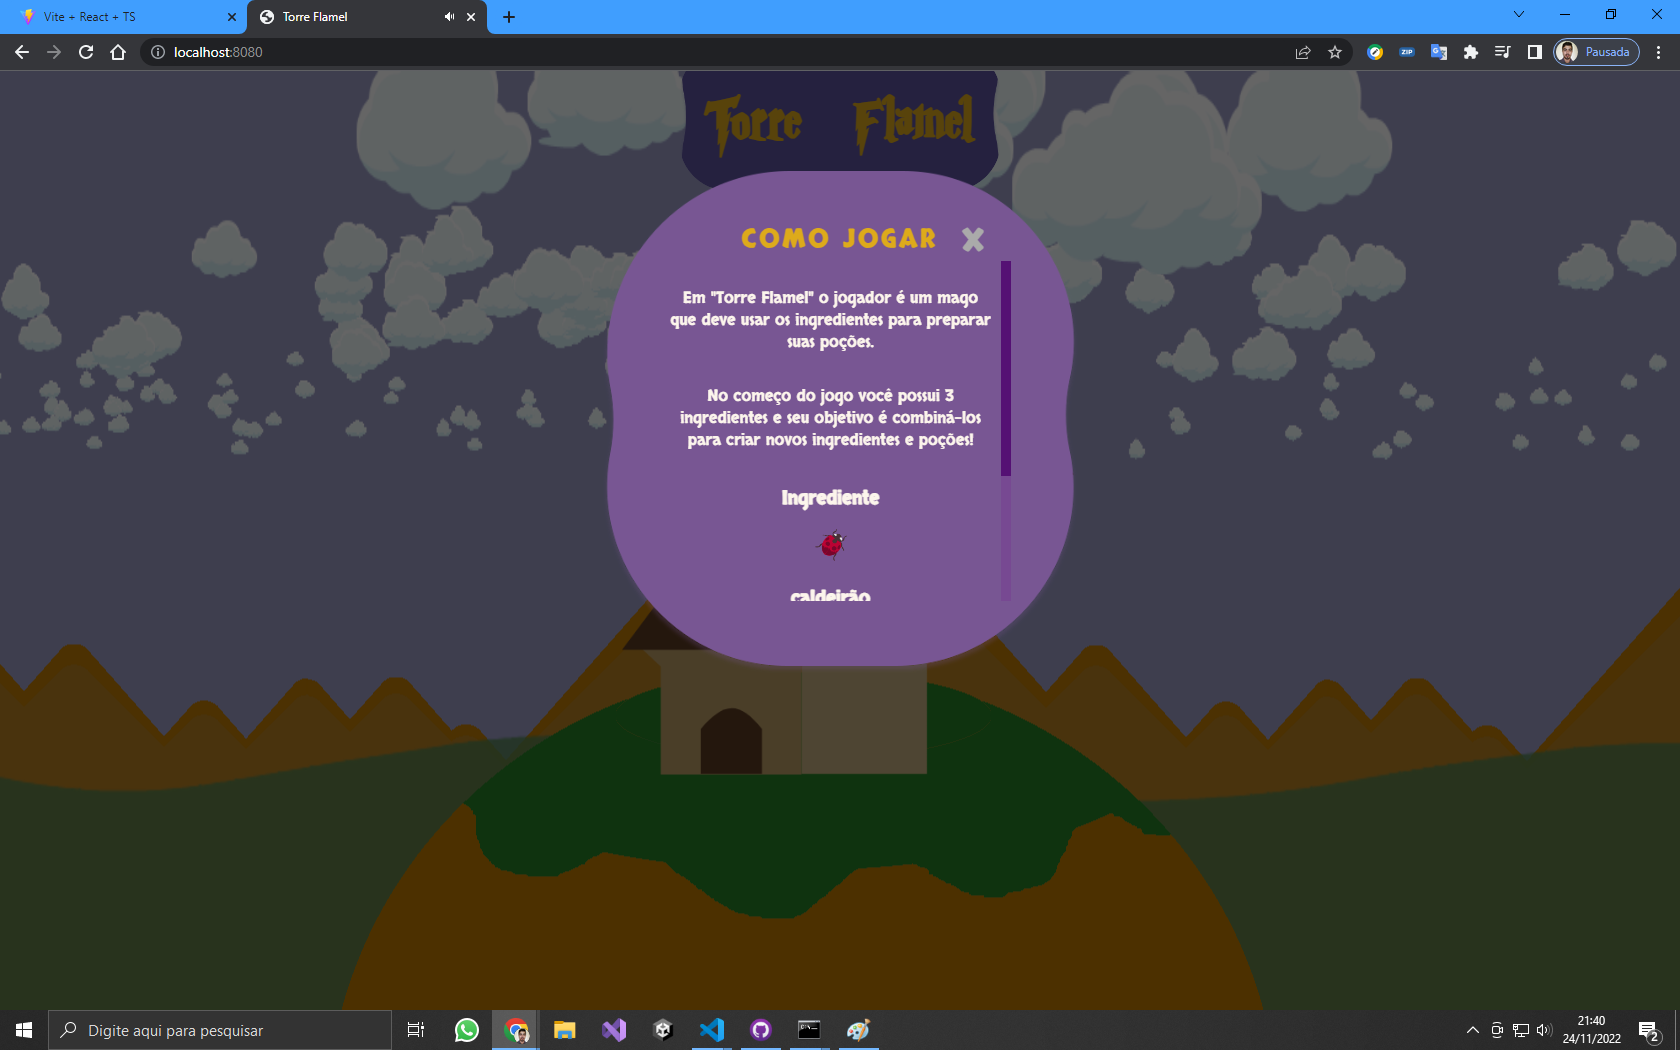 Vite + React + TS
Torre Flamel
localhost:8080
ZIP
Pausada
Torre Flamel
COMO JOGAR X
Em "Torre Flamel" o jogador é um mago
que deve usar os ingredientes para preparar
suas poções.
No começo do jogo você possui 3
ingredientes e seu objetivo é combiná-los
para criar novos ingredientes e poções!
Ingrediente
caldeirão
Digite aqui para pesquisar
21:40
24/11/2022
2